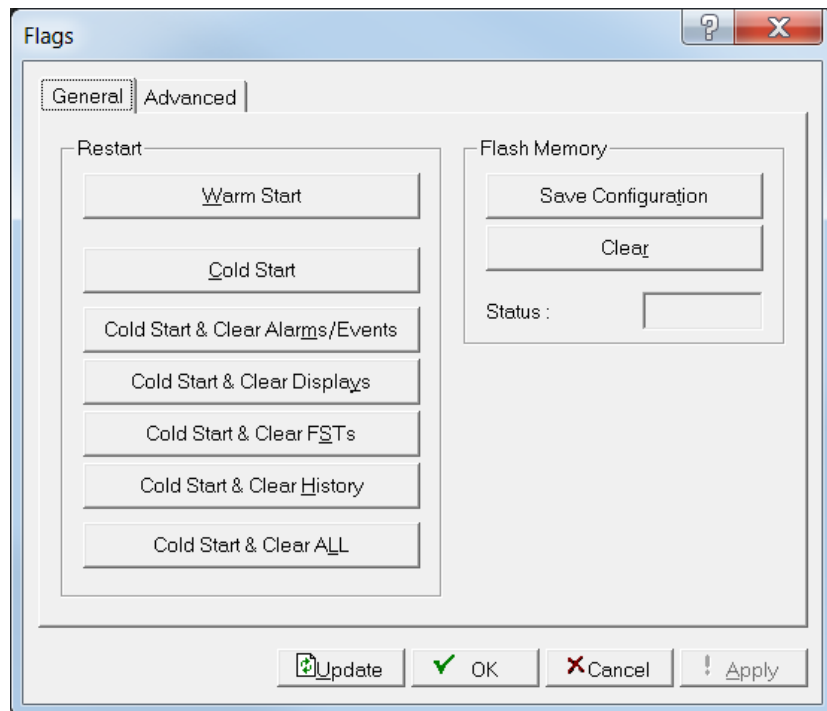 Flags
?
X
General
Advanced
Restart
Warm Start
Cold Start
Cold Start & Clear Alarms/Events
Cold Start & Clear Displays
Cold Start & Clear FSTs
Cold Start & Clear History
Cold Start & Clear ALL
Flash Memory
Save Configuration
Clear
Status :
Update
OK
Cancel
! Apply